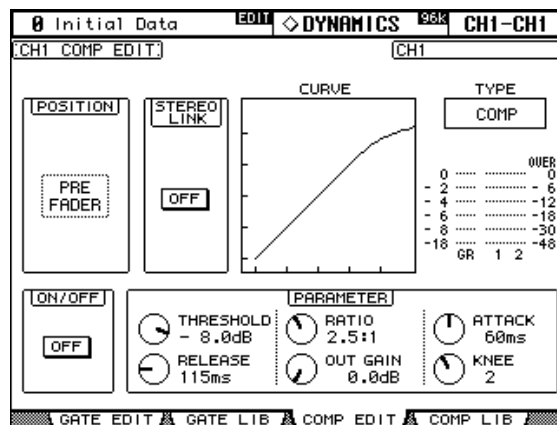 0 Initial Data EDIT ◇DYNAMICS 96k CH1-CH1
CH1 COMP EDIT CH1
POSITION
PRE
FADER
STEREO
LINK
OFF
CURVE
TYPE
COMP
OVER
0 0
- 2 - 6
- 4 -12
- 6 -18
- 8 -30
-18 -48
GR 1 2
ON/OFF
OFF
PARAMETER
THRESHOLD
- 8.0dB
RATIO
2.5:1
ATTACK
60ms
RELEASE
115ms
OUT GAIN
0.0dB
KNEE
2
GATE EDIT GATE LIB COMP EDIT COMP LIB